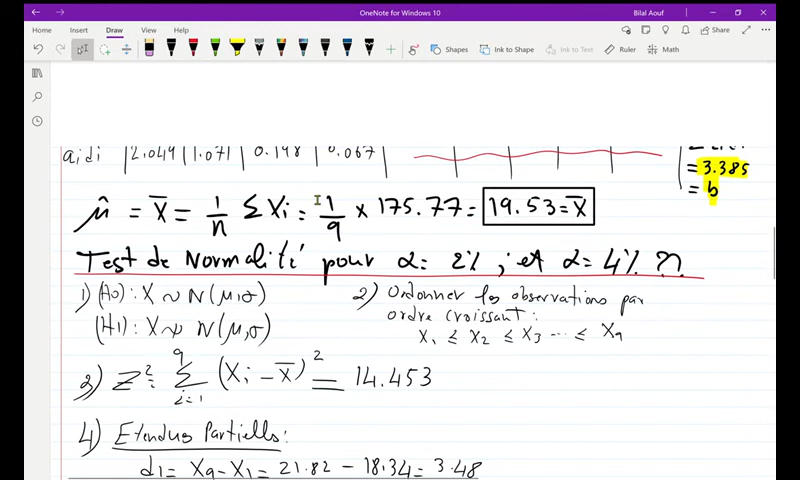 OneNote for Windows 10
Bilal Aouf
Home Insert Draw View Help
Share
Shapes Ink to Shape Ink to Text Ruler Math
aidi | 2.049 | 1.071 | 0.198 | 0.067 |
= 3.385
= b
μ̂ = X̄ = 1/n Σ Xi = 1/9 × 175.77 = 19.53 = X̄
Test de Normalité pour α = 2% ; et α = 4% ??
1) (H0) : X ~ N(μ,σ)
(H1) : X ≁ N(μ,σ)
2) Ordonner les observations par
ordre croissant :
X1 ≤ X2 ≤ X3 ... ≤ X9
3) Z² = Σ_{i=1}^{9} (Xi - X̄)² = 14.453
4) Etendus Partiells :
d1 = X9 - X1 = 21.82 - 18.34 = 3.48